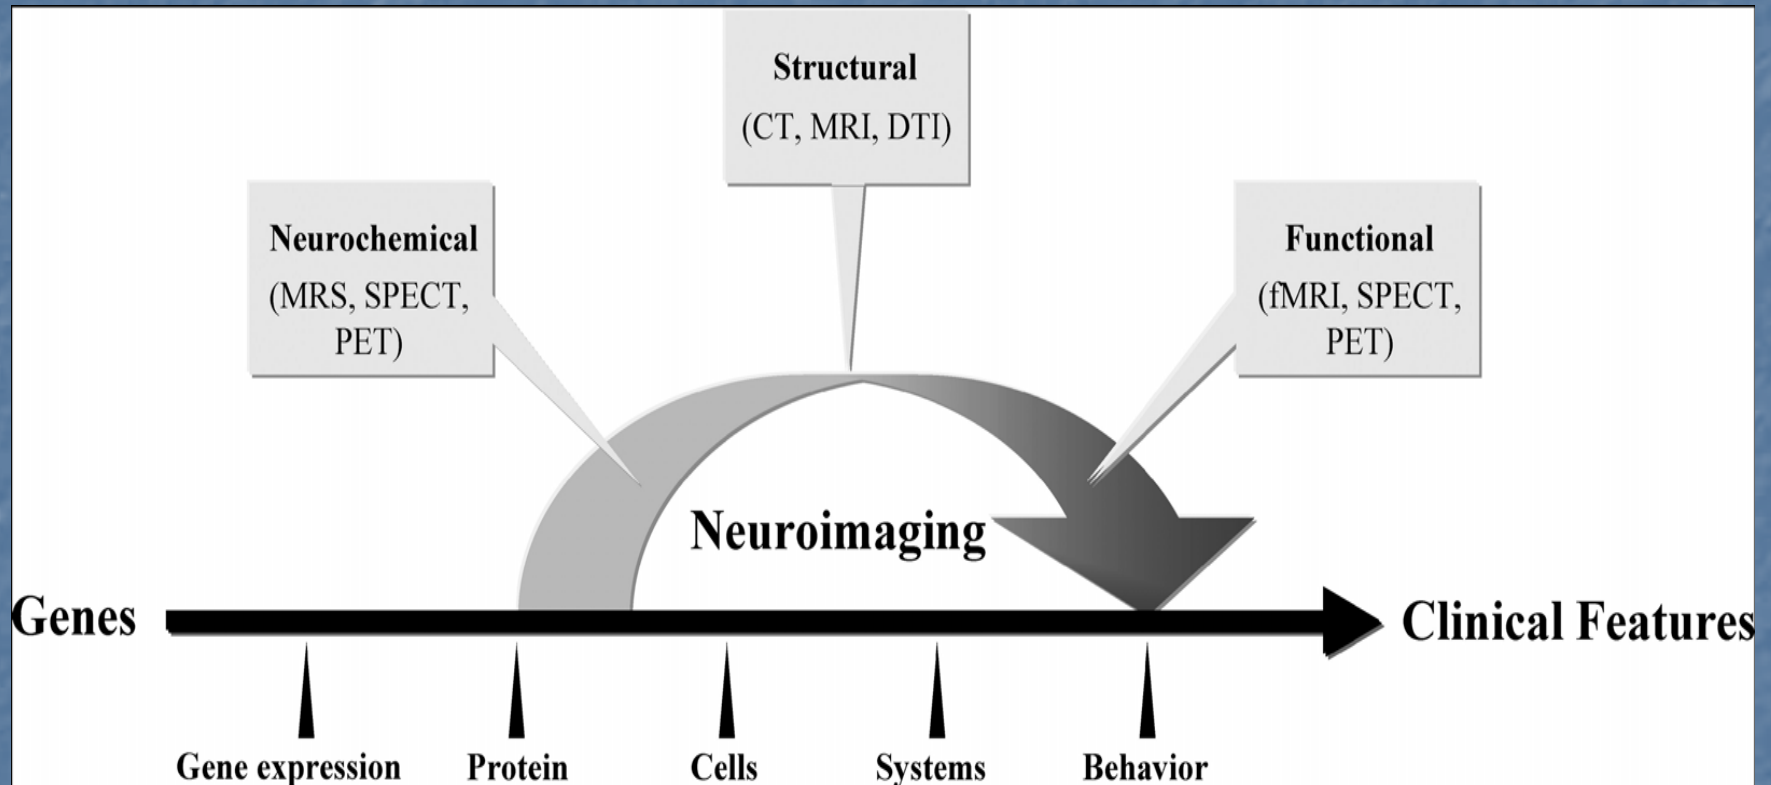 Structural
(CT, MRI, DTI)
Neurochemical
(MRS, SPECT,
PET)
Functional
(fMRI, SPECT,
PET)
Neuroimaging
Genes
Clinical Features
Gene expression
Protein
Cells
Systems
Behavior